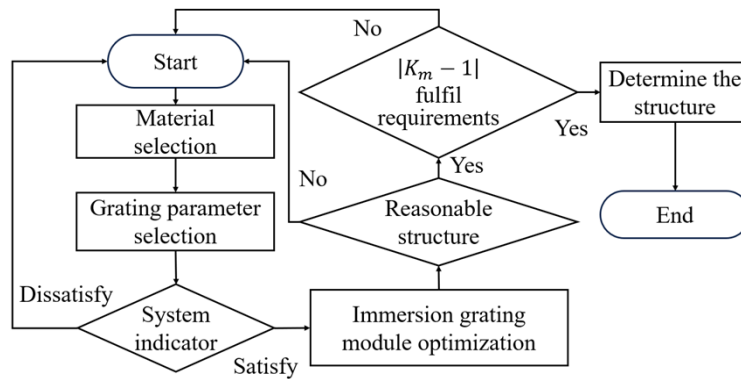 Start
Material
selection
Grating parameter
selection
Dissatisfy
System
indicator
Satisfy
Immersion grating
module optimization
Reasonable
structure
No
Yes
|K_m − 1|
fulfil
requirements
No
Yes
Determine the
structure
End